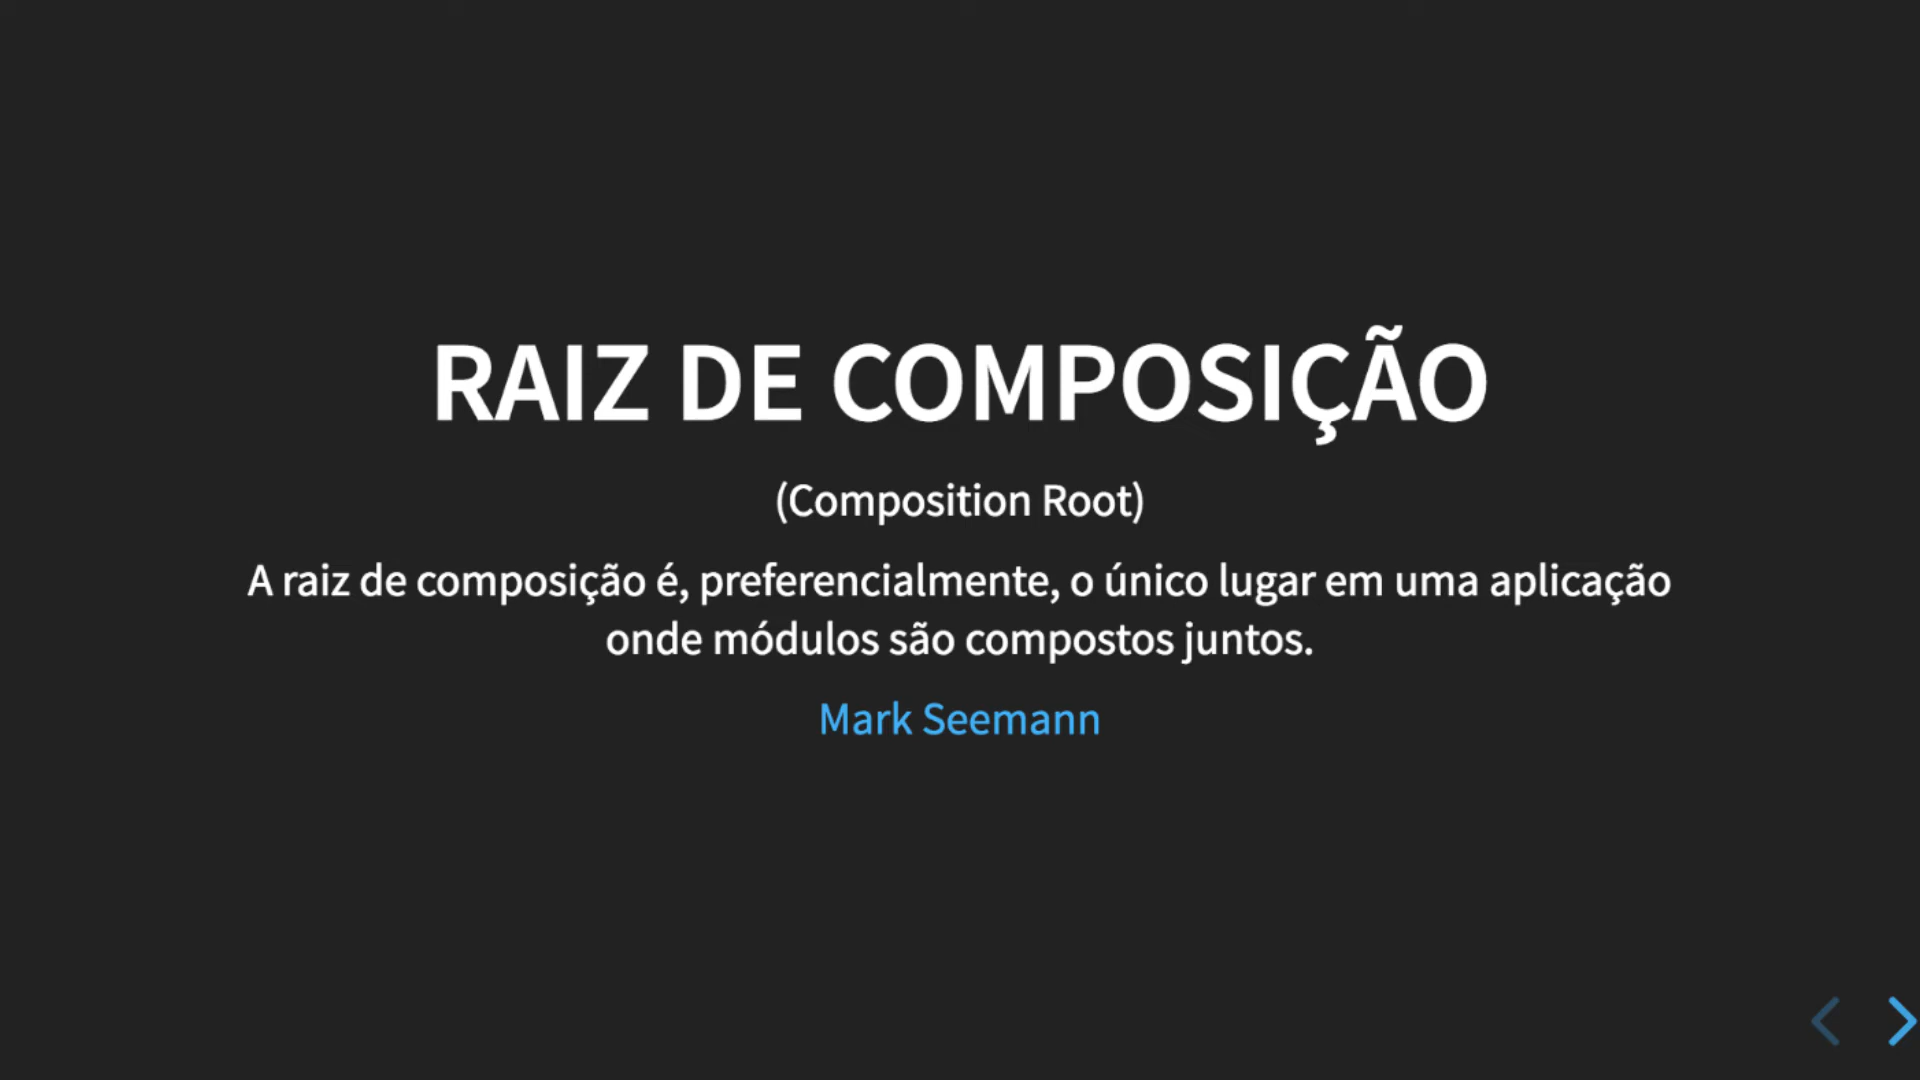 RAIZ DE COMPOSIÇÃO
(Composition Root)
A raiz de composição é, preferencialmente, o único lugar em uma aplicação
onde módulos são compostos juntos.
Mark Seemann